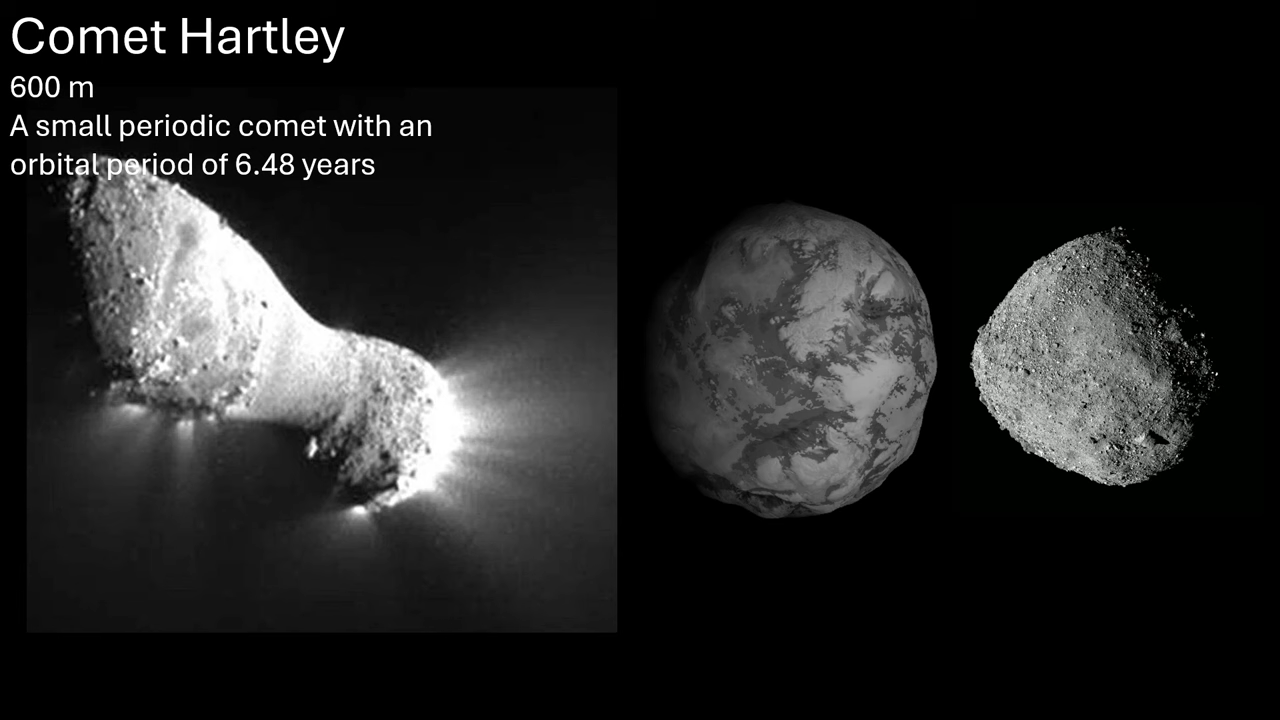 Comet Hartley
600 m
A small periodic comet with an
orbital period of 6.48 years